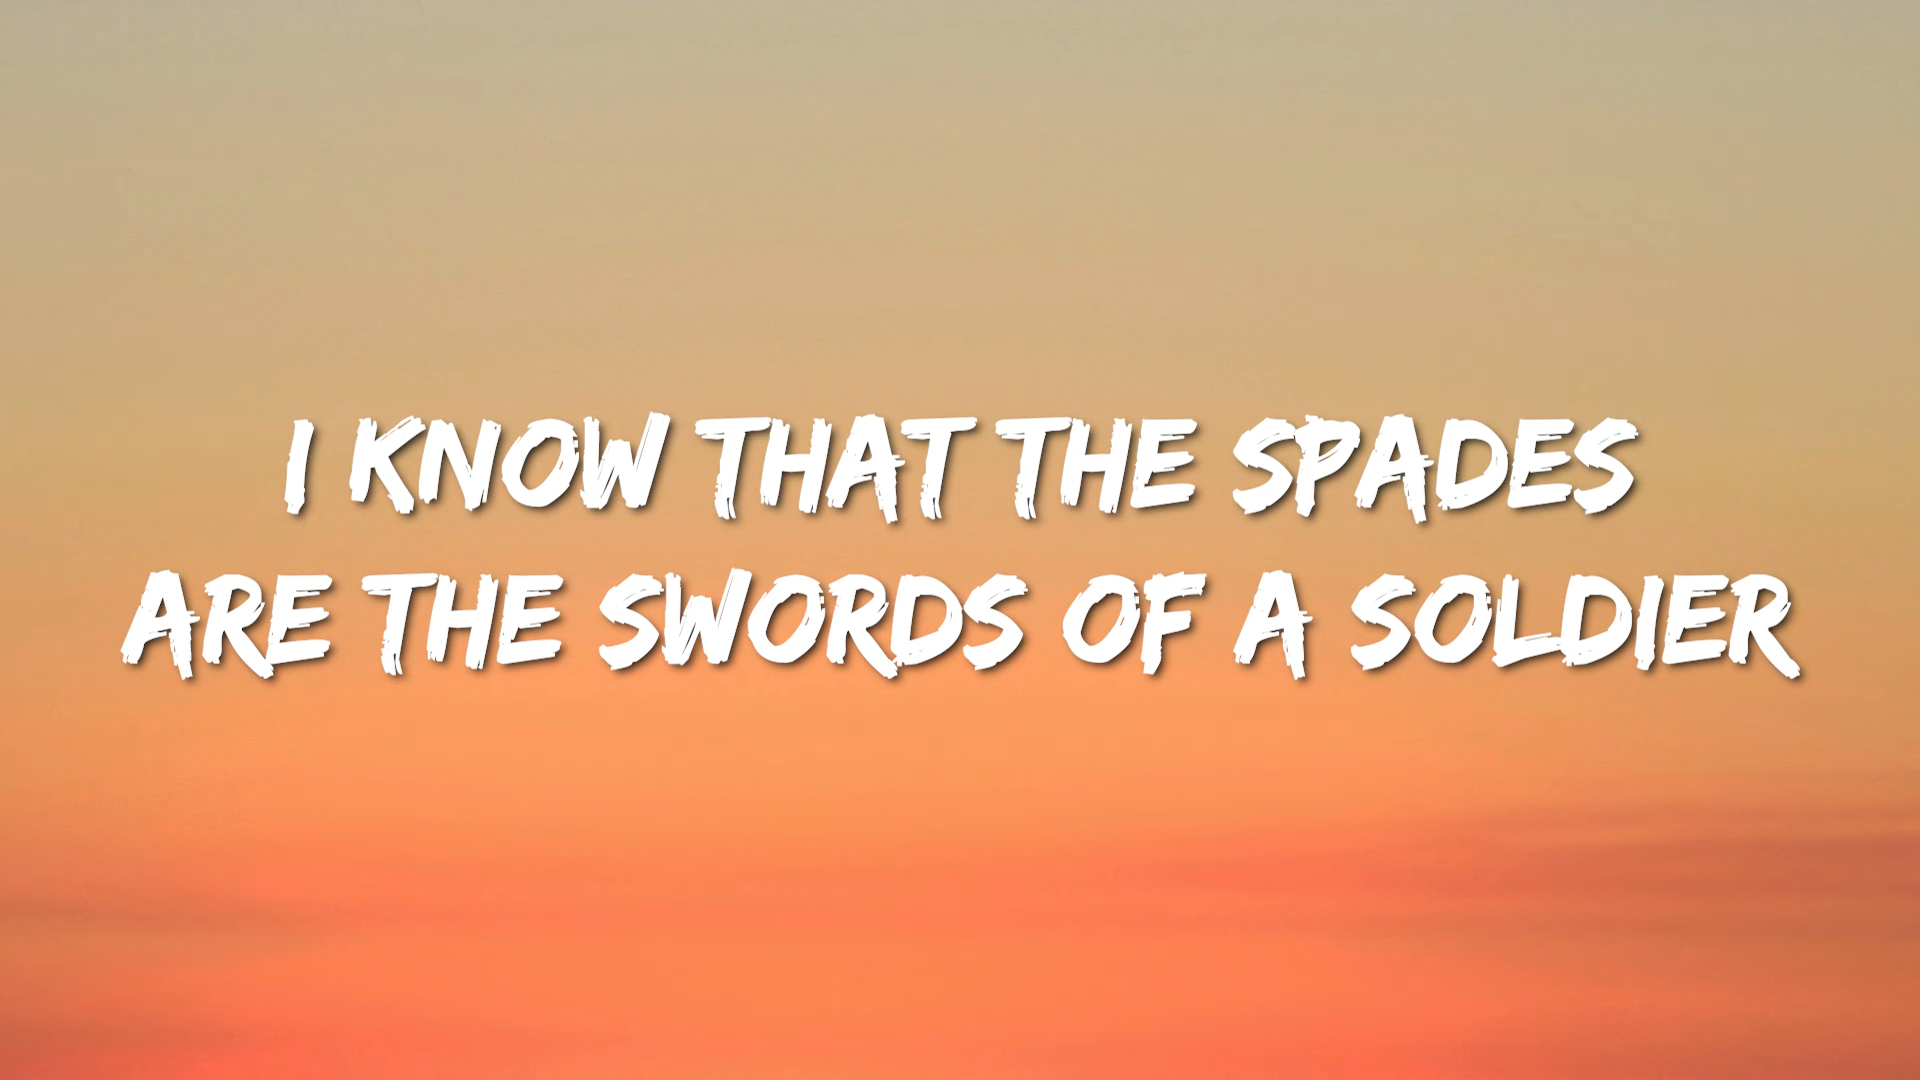 I KNOW THAT THE SPADES
ARE THE SWORDS OF A SOLDIER